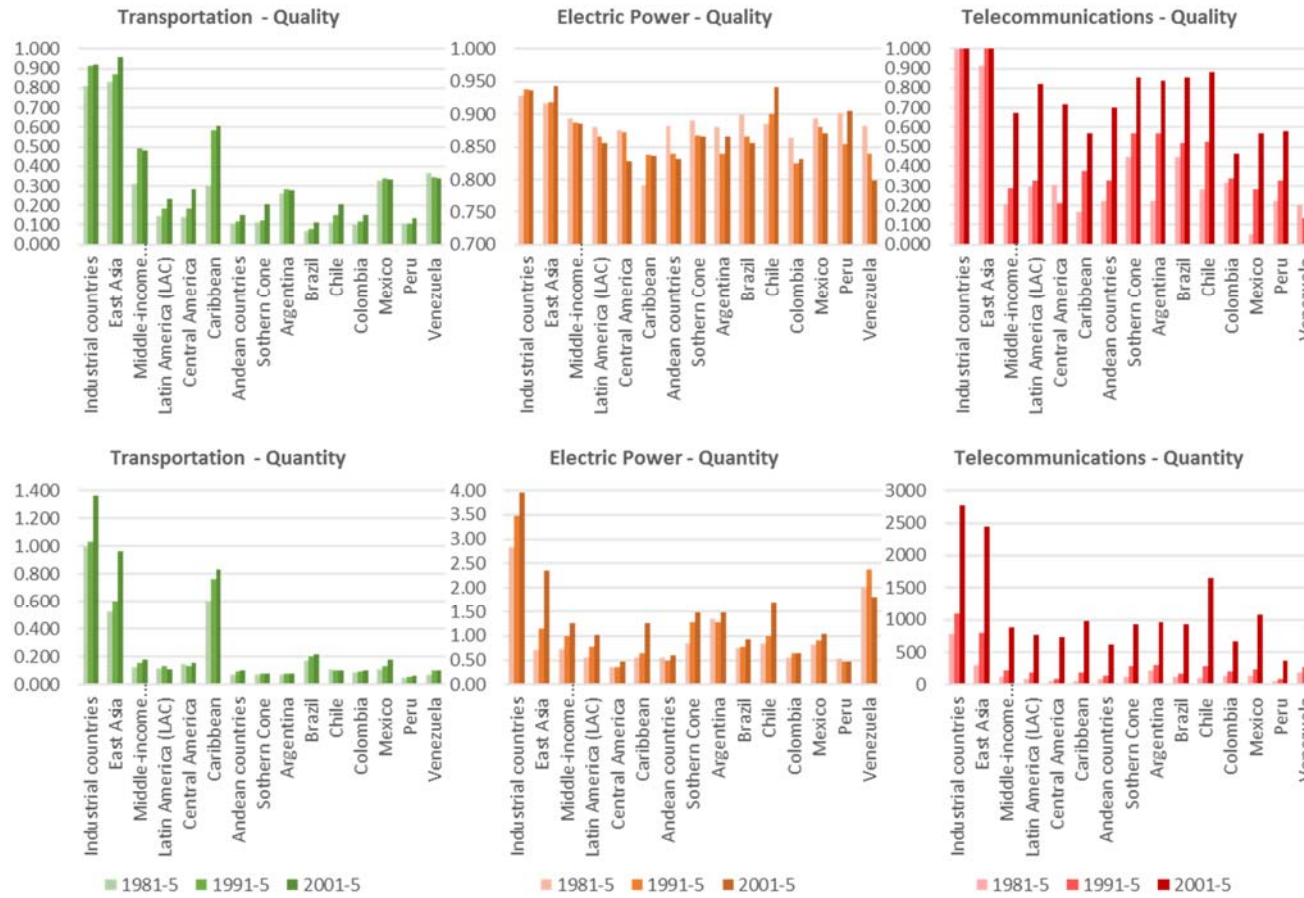 Transportation - Quality
1.000
0.900
0.800
0.700
0.600
0.500
0.400
0.300
0.200
0.100
0.000
Industrial countries
East Asia
Middle-income...
Latin America (LAC)
Central America
Caribbean
Andean countries
Sothern Cone
Argentina
Brazil
Chile
Colombia
Mexico
Peru
Venezuela
Electric Power - Quality
1.000
0.950
0.900
0.850
0.800
0.750
0.700
Industrial countries
East Asia
Middle-income...
Latin America (LAC)
Central America
Caribbean
Andean countries
Sothern Cone
Argentina
Brazil
Chile
Colombia
Mexico
Peru
Venezuela
Telecommunications - Quality
1.000
0.900
0.800
0.700
0.600
0.500
0.400
0.300
0.200
0.100
0.000
Industrial countries
East Asia
Middle-income...
Latin America (LAC)
Central America
Caribbean
Andean countries
Sothern Cone
Argentina
Brazil
Chile
Colombia
Mexico
Peru
Transportation - Quantity
1.400
1.200
1.000
0.800
0.600
0.400
0.200
0.000
Industrial countries
East Asia
Middle-income...
Latin America (LAC)
Central America
Caribbean
Andean countries
Sothern Cone
Argentina
Brazil
Chile
Colombia
Mexico
Peru
Venezuela
1981-5 1991-5 2001-5
Electric Power - Quantity
4.00
3.50
3.00
2.50
2.00
1.50
1.00
0.50
0.00
Industrial countries
East Asia
Middle-income...
Latin America (LAC)
Central America
Caribbean
Andean countries
Sothern Cone
Argentina
Brazil
Chile
Colombia
Mexico
Peru
Venezuela
1981-5 1991-5 2001-5
Telecommunications - Quantity
3000
2500
2000
1500
1000
500
0
Industrial countries
East Asia
Middle-income...
Latin America (LAC)
Central America
Caribbean
Andean countries
Sothern Cone
Argentina
Brazil
Chile
Colombia
Mexico
Peru
1981-5 1991-5 2001-5